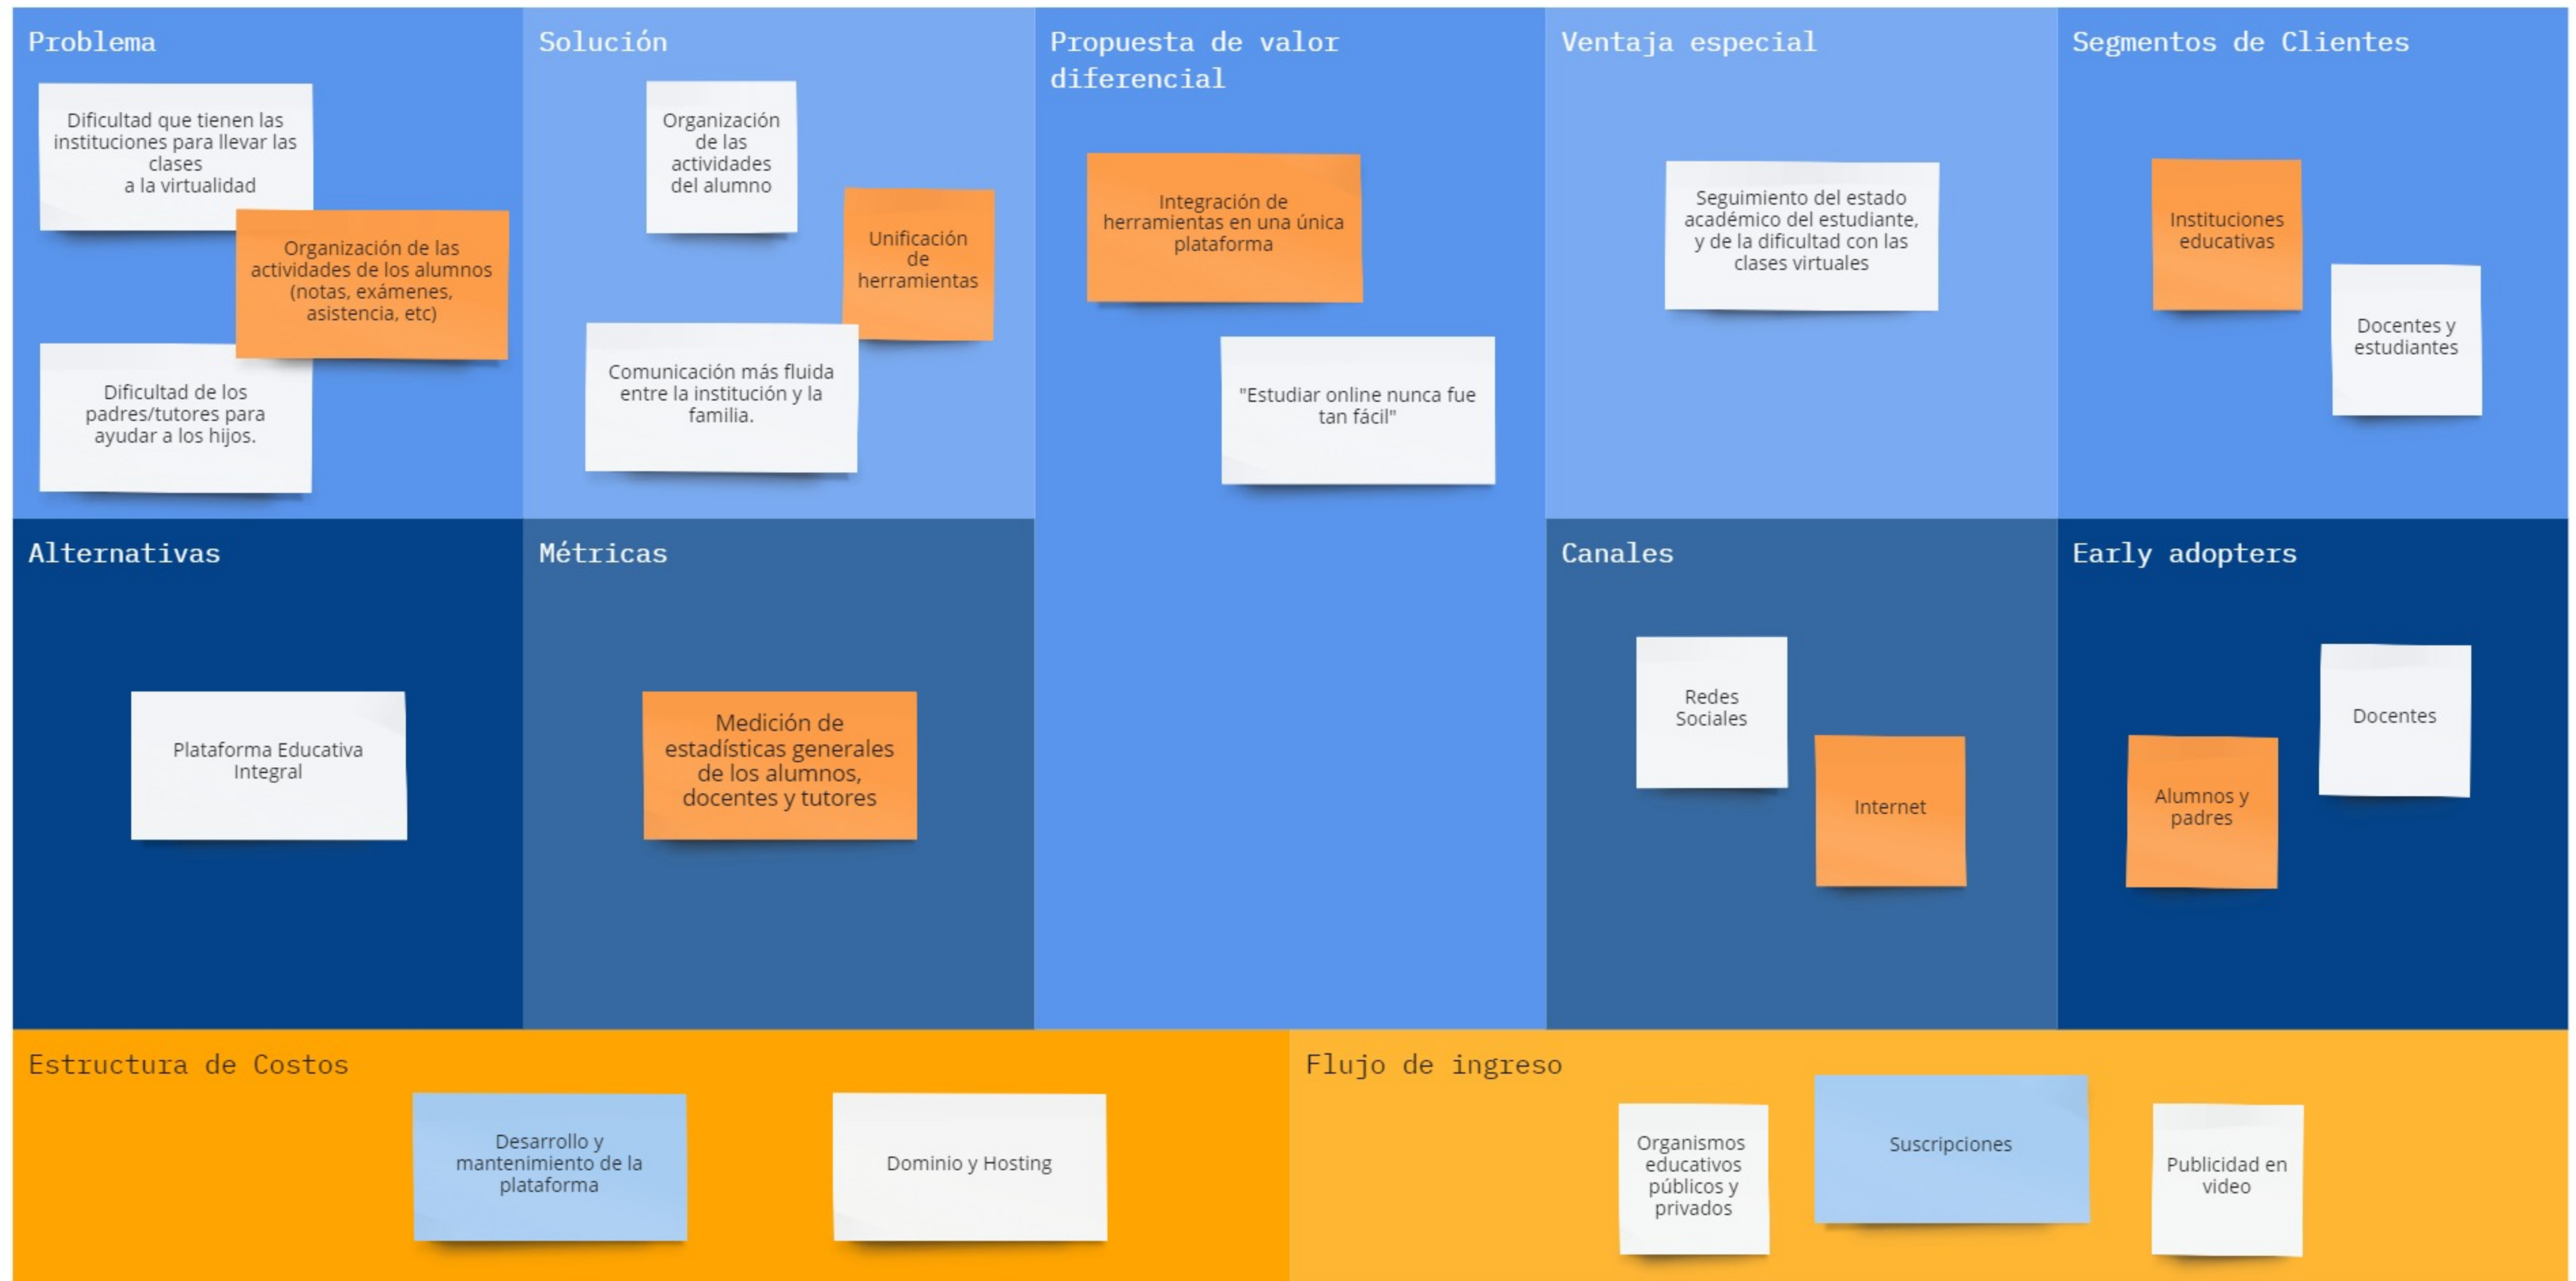 Problema
Dificultad que tienen las
instituciones para llevar las
clases
a la virtualidad
Organización de las
actividades de los alumnos
(notas, exámenes,
asistencia, etc)
Dificultad de los
padres/tutores para
ayudar a los hijos.
Solución
Organización
de las
actividades
del alumno
Unificación
de
herramientas
Comunicación más fluida
entre la institución y la
familia.
Propuesta de valor
diferencial
Integración de
herramientas en una única
plataforma
"Estudiar online nunca fue
tan fácil"
Ventaja especial
Seguimiento del estado
académico del estudiante,
y de la dificultad con las
clases virtuales
Segmentos de Clientes
Instituciones
educativas
Docentes y
estudiantes
Alternativas
Plataforma Educativa
Integral
Métricas
Medición de
estadísticas generales
de los alumnos,
docentes y tutores
Canales
Redes
Sociales
Internet
Early adopters
Docentes
Alumnos y
padres
Estructura de Costos
Desarrollo y
mantenimiento de la
plataforma
Dominio y Hosting
Flujo de ingreso
Organismos
educativos
públicos y
privados
Suscripciones
Publicidad en
video